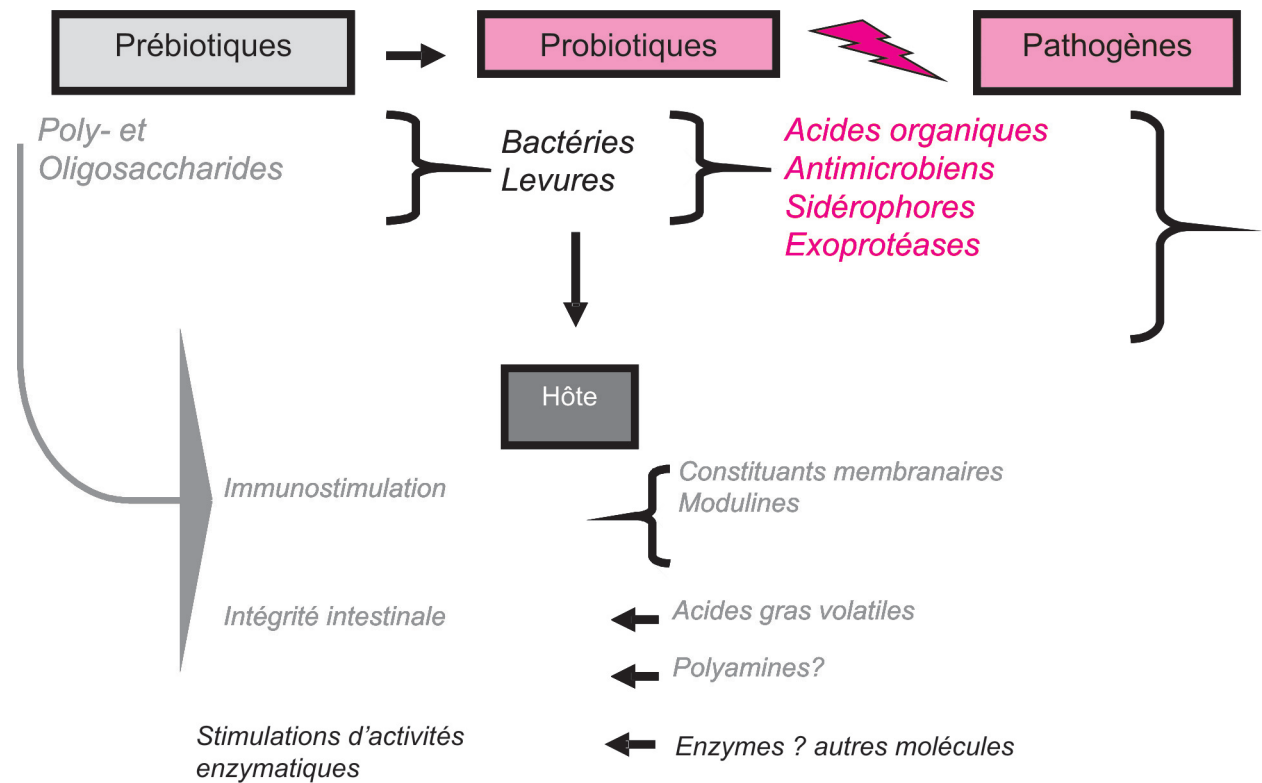 Prébiotiques
Probiotiques
Pathogènes
Poly- et
Oligosaccharides
Bactéries
Levures
Acides organiques
Antimicrobiens
Sidérophores
Exoprotéases
Hôte
Immunostimulation
Constituants membranaires
Modulines
Intégrité intestinale
Acides gras volatiles
Polyamines?
Stimulations d’activités
enzymatiques
Enzymes ? autres molécules